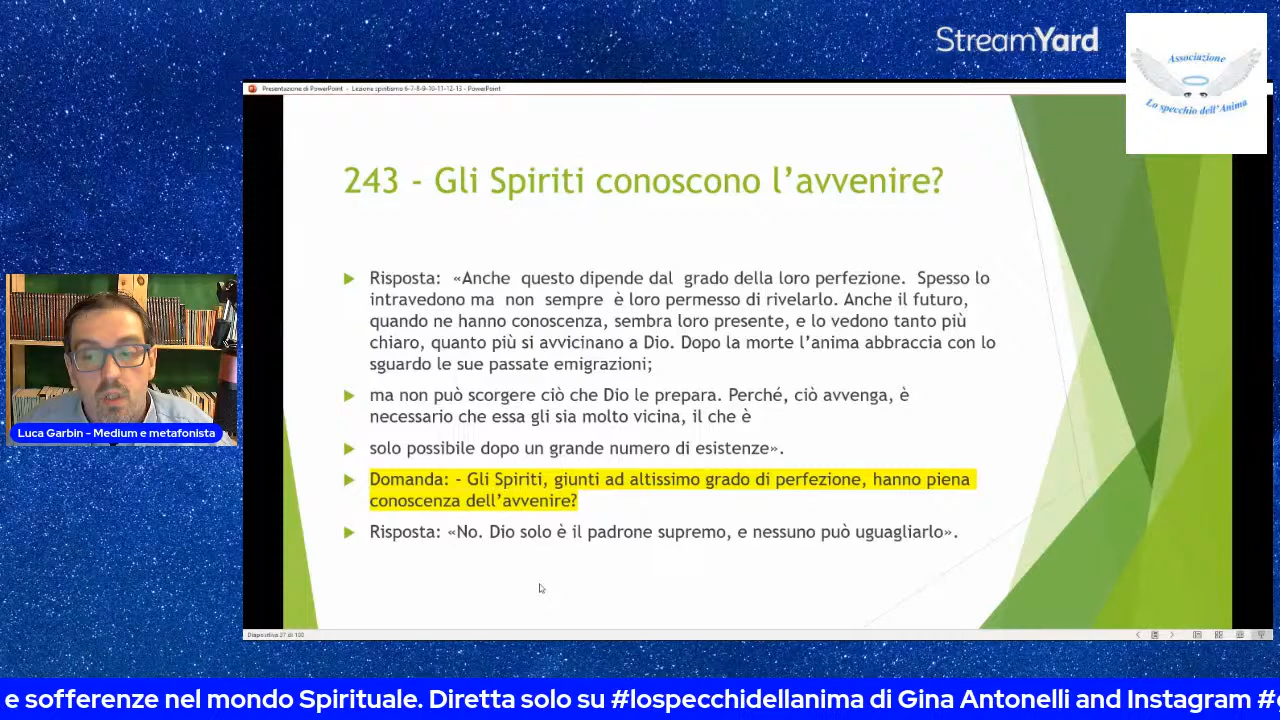 StreamYard
Associazione
Lo specchio dell'Anima
Presentazione di PowerPoint - Lezione spiritismo 6-7-8-9-10-11-12-13 - PowerPoint
243 - Gli Spiriti conoscono l’avvenire?
Risposta: «Anche questo dipende dal grado della loro perfezione. Spesso lo
intravedono ma non sempre è loro permesso di rivelarlo. Anche il futuro,
quando ne hanno conoscenza, sembra loro presente, e lo vedono tanto più
chiaro, quanto più si avvicinano a Dio. Dopo la morte l’anima abbraccia con lo
sguardo le sue passate emigrazioni;
ma non può scorgere ciò che Dio le prepara. Perché, ciò avvenga, è
necessario che essa gli sia molto vicina, il che è
solo possibile dopo un grande numero di esistenze».
Domanda: - Gli Spiriti, giunti ad altissimo grado di perfezione, hanno piena
conoscenza dell’avvenire?
Risposta: «No. Dio solo è il padrone supremo, e nessuno può uguagliarlo».
Luca Garbin - Medium e metafonista
Diapositiva 27 di 100
e sofferenze nel mondo Spirituale. Diretta solo su #lospecchidellanima di Gina Antonelli and Instagram #g